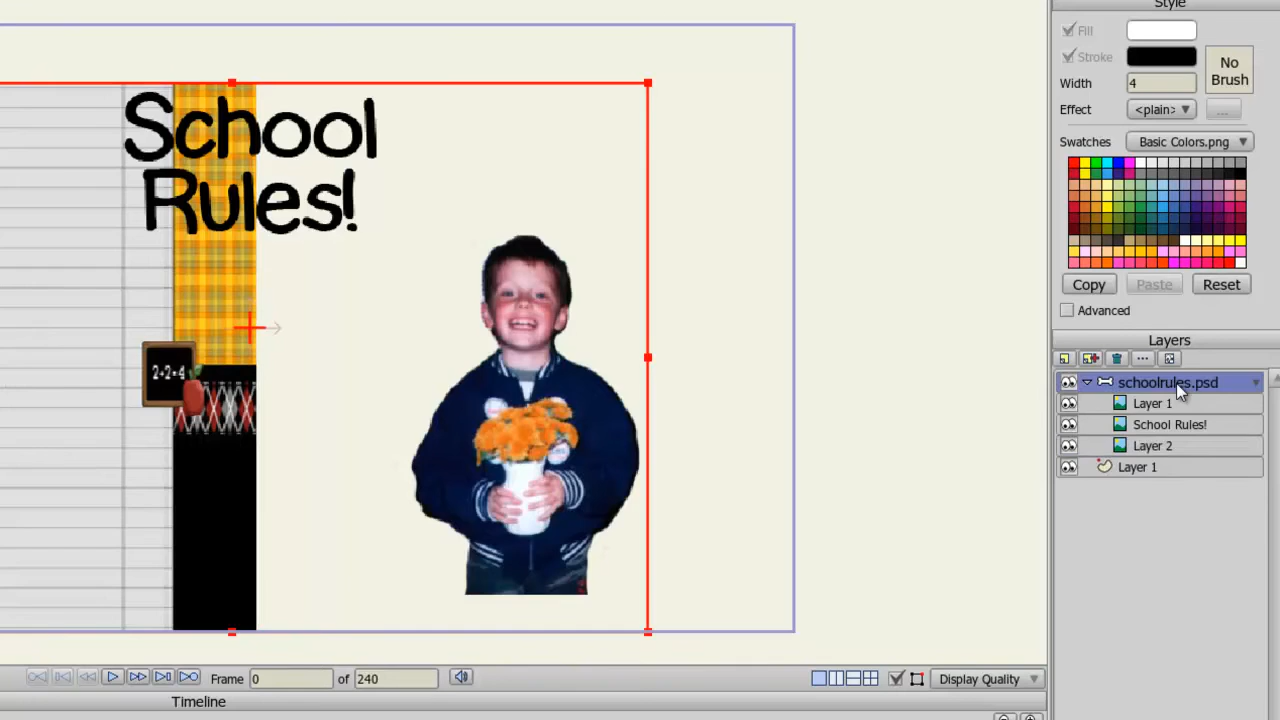 Style
Fill
Stroke
No
Brush
Width
4
Effect
<plain>
...
Swatches
Basic Colors.png
Copy
Paste
Reset
Advanced
Layers
schoolrules.psd
Layer 1
School Rules!
Layer 2
Layer 1
School
Rules!
2+2=4
Frame
0
of
240
Display Quality
Timeline